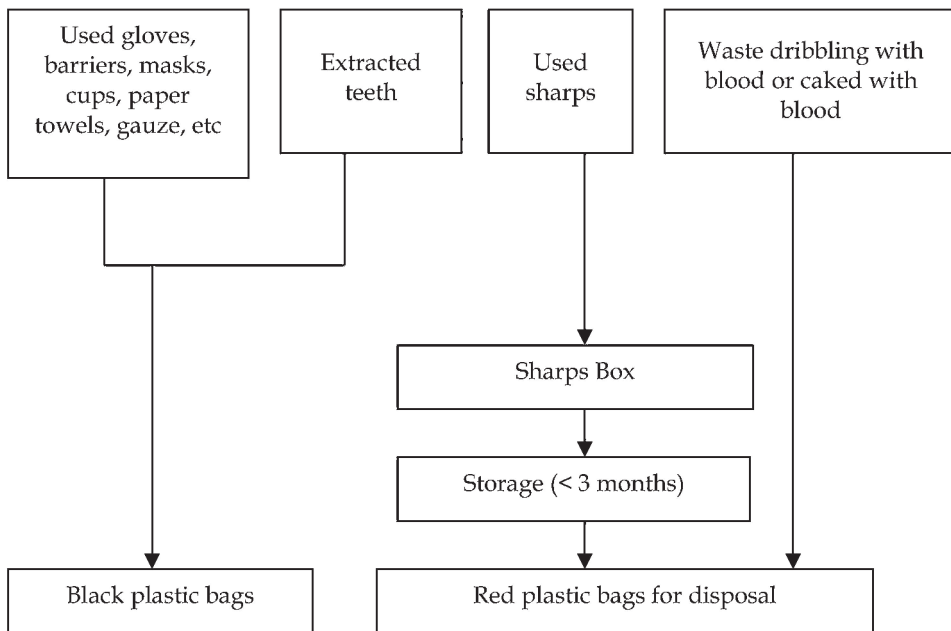 Used gloves,
barriers, masks,
cups, paper
towels, gauze, etc
Extracted
teeth
Used
sharps
Waste dribbling with
blood or caked with
blood
Sharps Box
Storage (< 3 months)
Black plastic bags
Red plastic bags for disposal